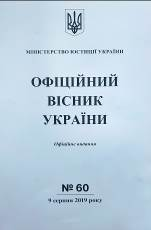 МІНІСТЕРСТВО ЮСТИЦІЇ УКРАЇНИ
ОФІЦІЙНИЙ
ВІСНИК
УКРАЇНИ
Офіційне видання
№ 60
9 серпня 2019 року